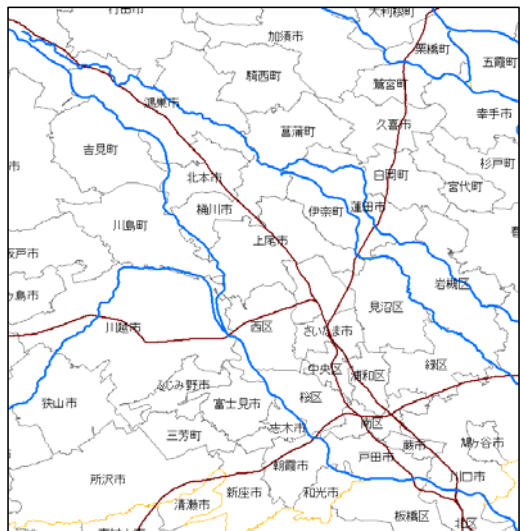 加須市
栗橋町
五霞町
騎西町
鷲宮町
鴻巣市
菖蒲町
久喜市
幸手市
吉見町
杉戸町
北本市
白岡町
宮代町
桶川市
伊奈町
蓮田市
川島町
上尾市
岩槻区
見沼区
川越市
西区
さいたま市
中央区
浦和区
緑区
ふじみ野市
狭山市
富士見市
桜区
南区
三芳町
志木市
蕨市
鳩ヶ谷市
戸田市
朝霞市
所沢市
川口市
新座市
和光市
清瀬市
板橋区